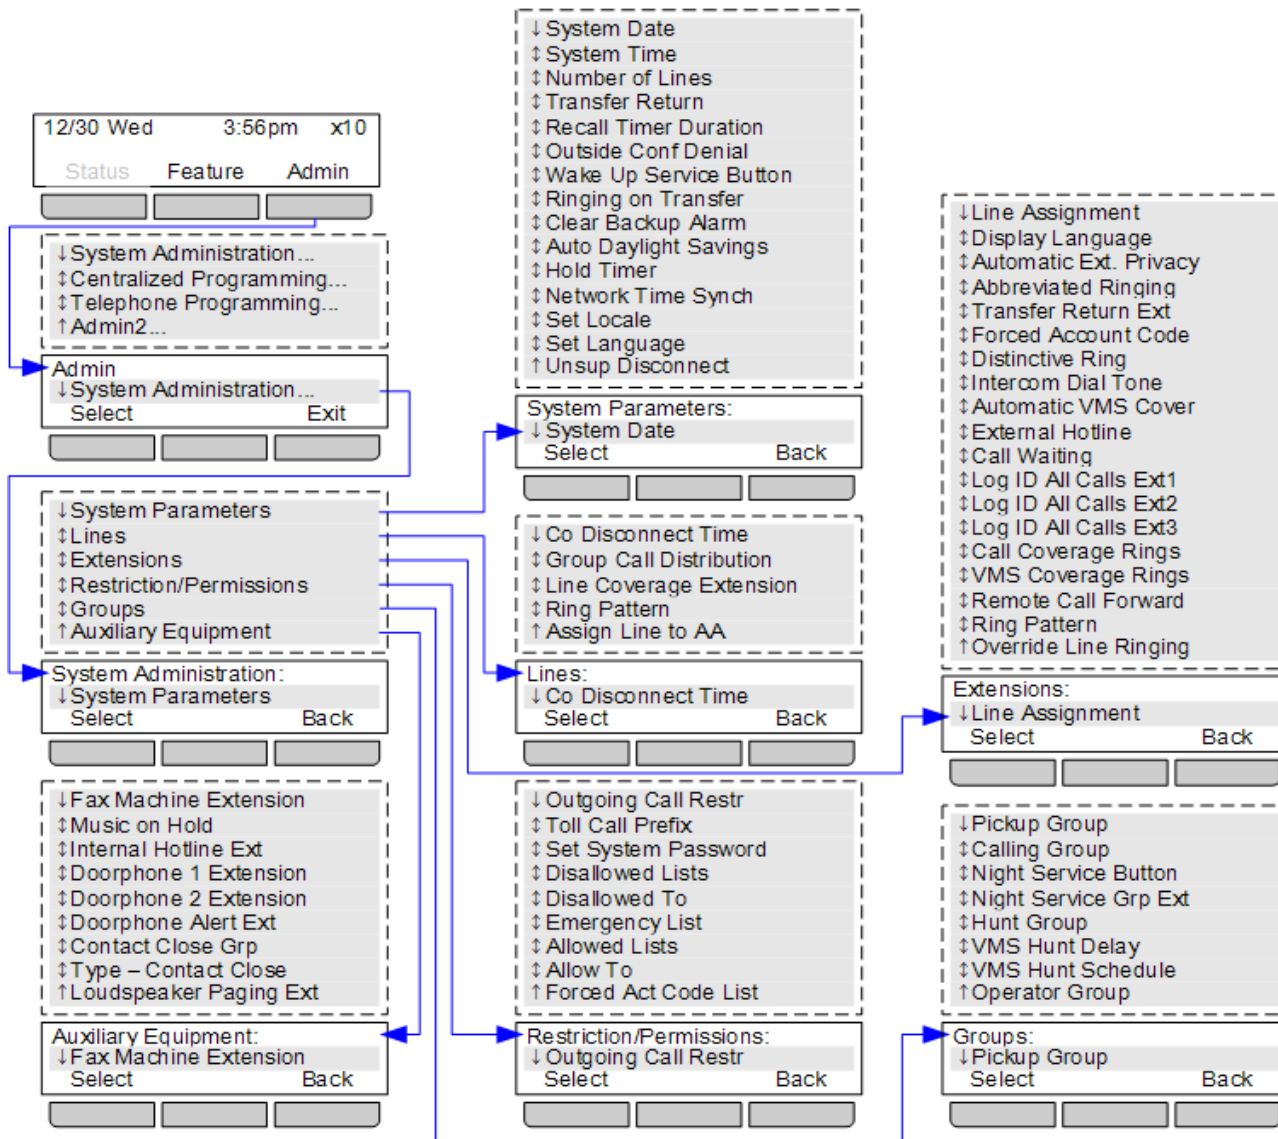 12/30 Wed 3:56pm x10
Status Feature Admin
↓System Administration...
↕Centralized Programming...
↕Telephone Programming...
↑Admin2...
Admin
↓System Administration...
Select Exit
↓System Parameters
↕Lines
↕Extensions
↕Restriction/Permissions
↕Groups
↑Auxiliary Equipment
System Administration:
↓System Parameters
Select Back
↓Fax Machine Extension
↕Music on Hold
↕Internal Hotline Ext
↕Doorphone 1 Extension
↕Doorphone 2 Extension
↕Doorphone Alert Ext
↕Contact Close Grp
↕Type – Contact Close
↑Loudspeaker Paging Ext
Auxiliary Equipment:
↓Fax Machine Extension
Select Back
↓System Date
↕System Time
↕Number of Lines
↕Transfer Return
↕Recall Timer Duration
↕Outside Conf Denial
↕Wake Up Service Button
↕Ringing on Transfer
↕Clear Backup Alarm
↕Auto Daylight Savings
↕Hold Timer
↕Network Time Synch
↕Set Locale
↕Set Language
↑Unsup Disconnect
System Parameters:
↓System Date
Select Back
↓Co Disconnect Time
↕Group Call Distribution
↕Line Coverage Extension
↕Ring Pattern
↑Assign Line to AA
Lines:
↓Co Disconnect Time
Select Back
↓Outgoing Call Restr
↕Toll Call Prefix
↕Set System Password
↕Disallowed Lists
↕Disallowed To
↕Emergency List
↕Allowed Lists
↕Allow To
↑Forced Act Code List
Restriction/Permissions:
↓Outgoing Call Restr
Select Back
↓Line Assignment
↕Display Language
↕Automatic Ext. Privacy
↕Abbreviated Ringing
↕Transfer Return Ext
↕Forced Account Code
↕Distinctive Ring
↕Intercom Dial Tone
↕Automatic VMS Cover
↕External Hotline
↕Call Waiting
↕Log ID All Calls Ext1
↕Log ID All Calls Ext2
↕Log ID All Calls Ext3
↕Call Coverage Rings
↕VMS Coverage Rings
↕Remote Call Forward
↕Ring Pattern
↑Override Line Ringing
Extensions:
↓Line Assignment
Select Back
↓Pickup Group
↕Calling Group
↕Night Service Button
↕Night Service Grp Ext
↕Hunt Group
↕VMS Hunt Delay
↕VMS Hunt Schedule
↑Operator Group
Groups:
↓Pickup Group
Select Back